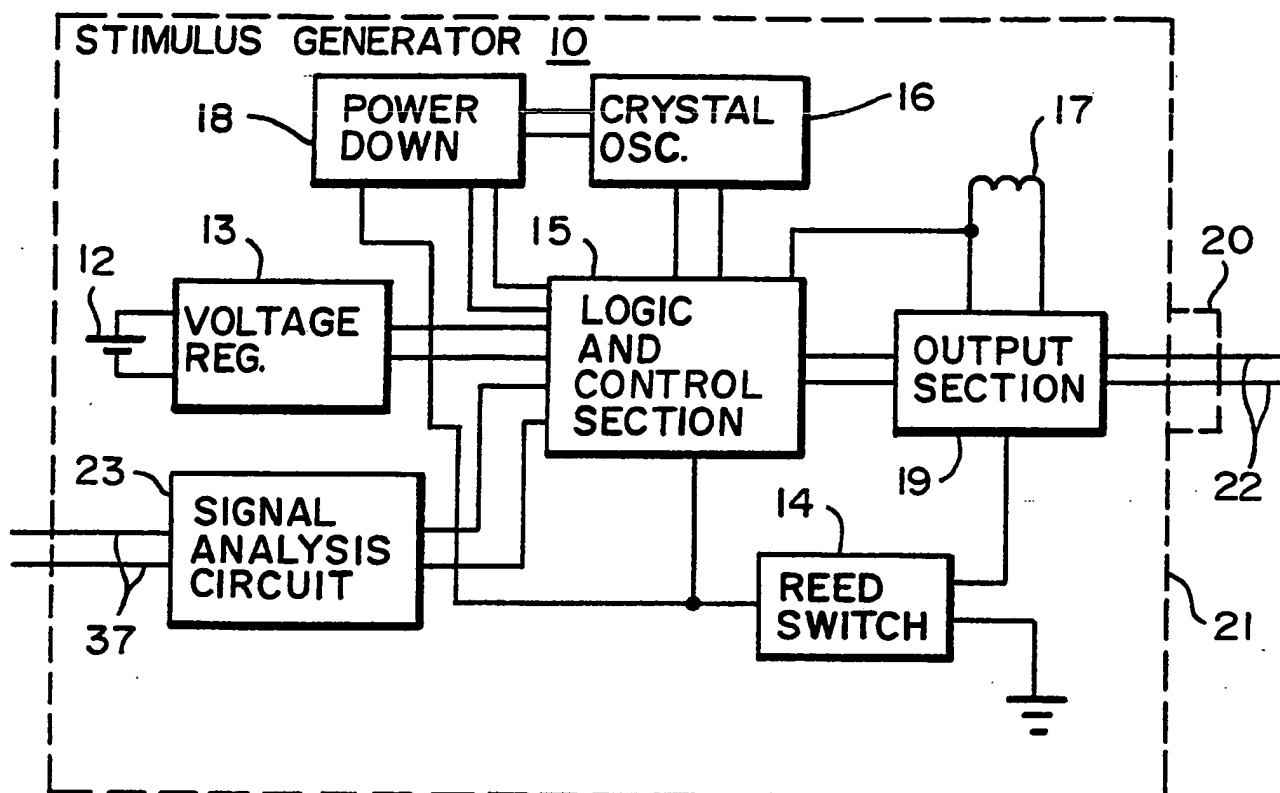 STIMULUS GENERATOR 10
18
POWER
DOWN
CRYSTAL
OSC.
16
17
12
13
VOLTAGE
REG.
15
LOGIC
AND
CONTROL
SECTION
20
OUTPUT
SECTION
19
22
23
SIGNAL
ANALYSIS
CIRCUIT
37
14
REED
SWITCH
21